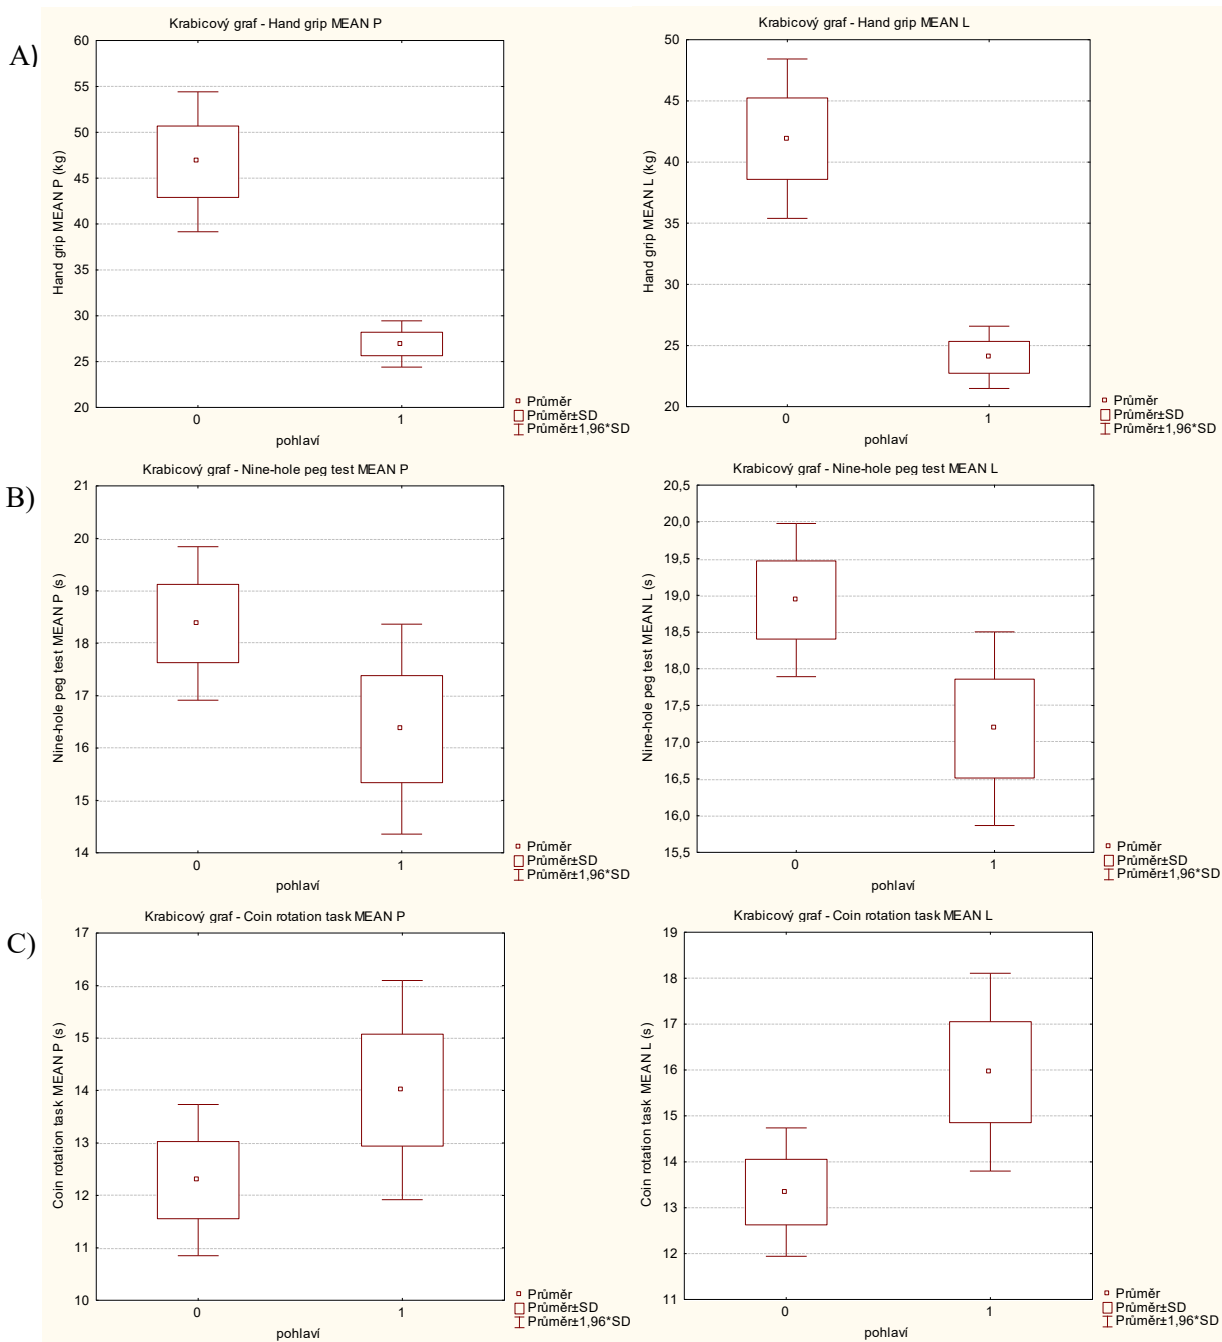 A)
Krabicový graf - Hand grip MEAN P
Hand grip MEAN P (kg)
60
55
50
45
40
35
30
25
20
0
1
pohlaví
Průměr
Průměr±SD
Průměr±1,96*SD
Krabicový graf - Hand grip MEAN L
Hand grip MEAN L (kg)
50
45
40
35
30
25
20
0
1
pohlaví
Průměr
Průměr±SD
Průměr±1,96*SD
B)
Krabicový graf - Nine-hole peg test MEAN P
Nine-hole peg test MEAN P (s)
21
20
19
18
17
16
15
14
0
1
pohlaví
Průměr
Průměr±SD
Průměr±1,96*SD
Krabicový graf - Nine-hole peg test MEAN L
Nine-hole peg test MEAN L (s)
20,5
20,0
19,5
19,0
18,5
18,0
17,5
17,0
16,5
16,0
15,5
0
1
pohlaví
Průměr
Průměr±SD
Průměr±1,96*SD
C)
Krabicový graf - Coin rotation task MEAN P
Coin rotation task MEAN P (s)
17
16
15
14
13
12
11
10
0
1
pohlaví
Průměr
Průměr±SD
Průměr±1,96*SD
Krabicový graf - Coin rotation task MEAN L
Coin rotation task MEAN L (s)
19
18
17
16
15
14
13
12
11
0
1
pohlaví
Průměr
Průměr±SD
Průměr±1,96*SD